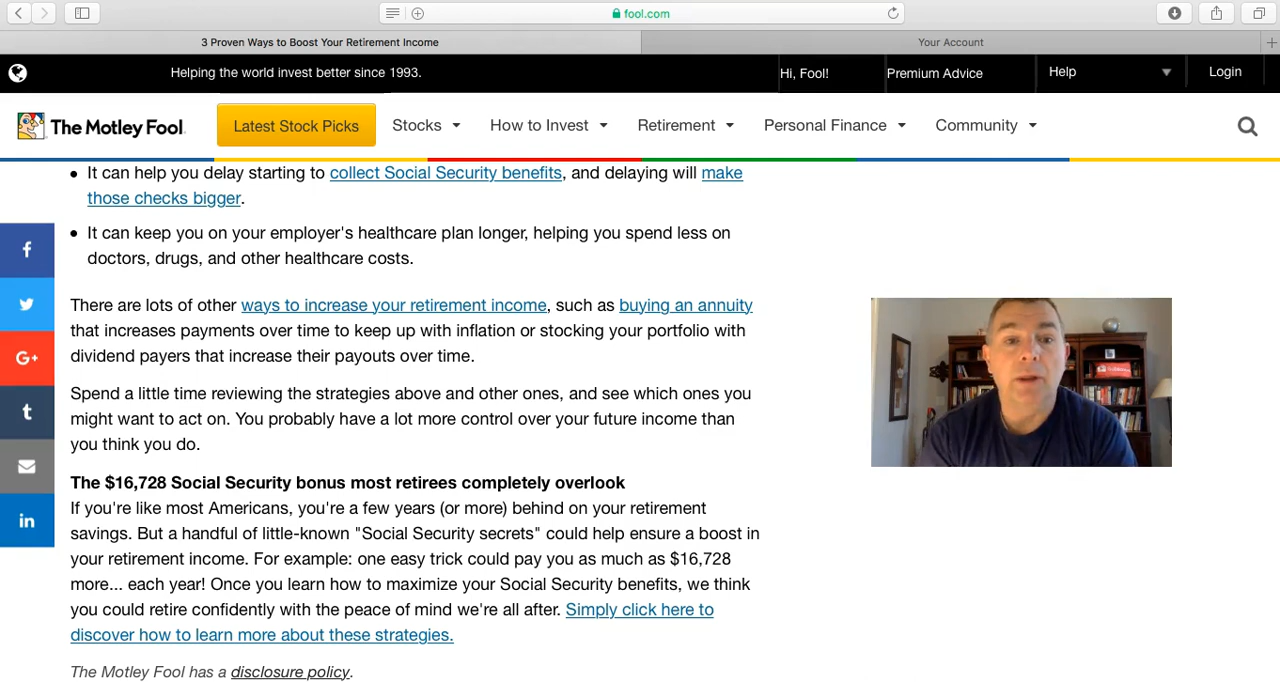 fool.com
3 Proven Ways to Boost Your Retirement Income
Your Account
Helping the world invest better since 1993.
Hi, Fool!
Premium Advice
Help
Login
The Motley Fool
Latest Stock Picks
Stocks
How to Invest
Retirement
Personal Finance
Community
It can help you delay starting to collect Social Security benefits, and delaying will make
those checks bigger.
It can keep you on your employer's healthcare plan longer, helping you spend less on
doctors, drugs, and other healthcare costs.
There are lots of other ways to increase your retirement income, such as buying an annuity
that increases payments over time to keep up with inflation or stocking your portfolio with
dividend payers that increase their payouts over time.
Spend a little time reviewing the strategies above and other ones, and see which ones you
might want to act on. You probably have a lot more control over your future income than
you think you do.
The $16,728 Social Security bonus most retirees completely overlook
If you're like most Americans, you're a few years (or more) behind on your retirement
savings. But a handful of little-known "Social Security secrets" could help ensure a boost in
your retirement income. For example: one easy trick could pay you as much as $16,728
more... each year! Once you learn how to maximize your Social Security benefits, we think
you could retire confidently with the peace of mind we're all after. Simply click here to
discover how to learn more about these strategies.
The Motley Fool has a disclosure policy.
f
G+
t
in